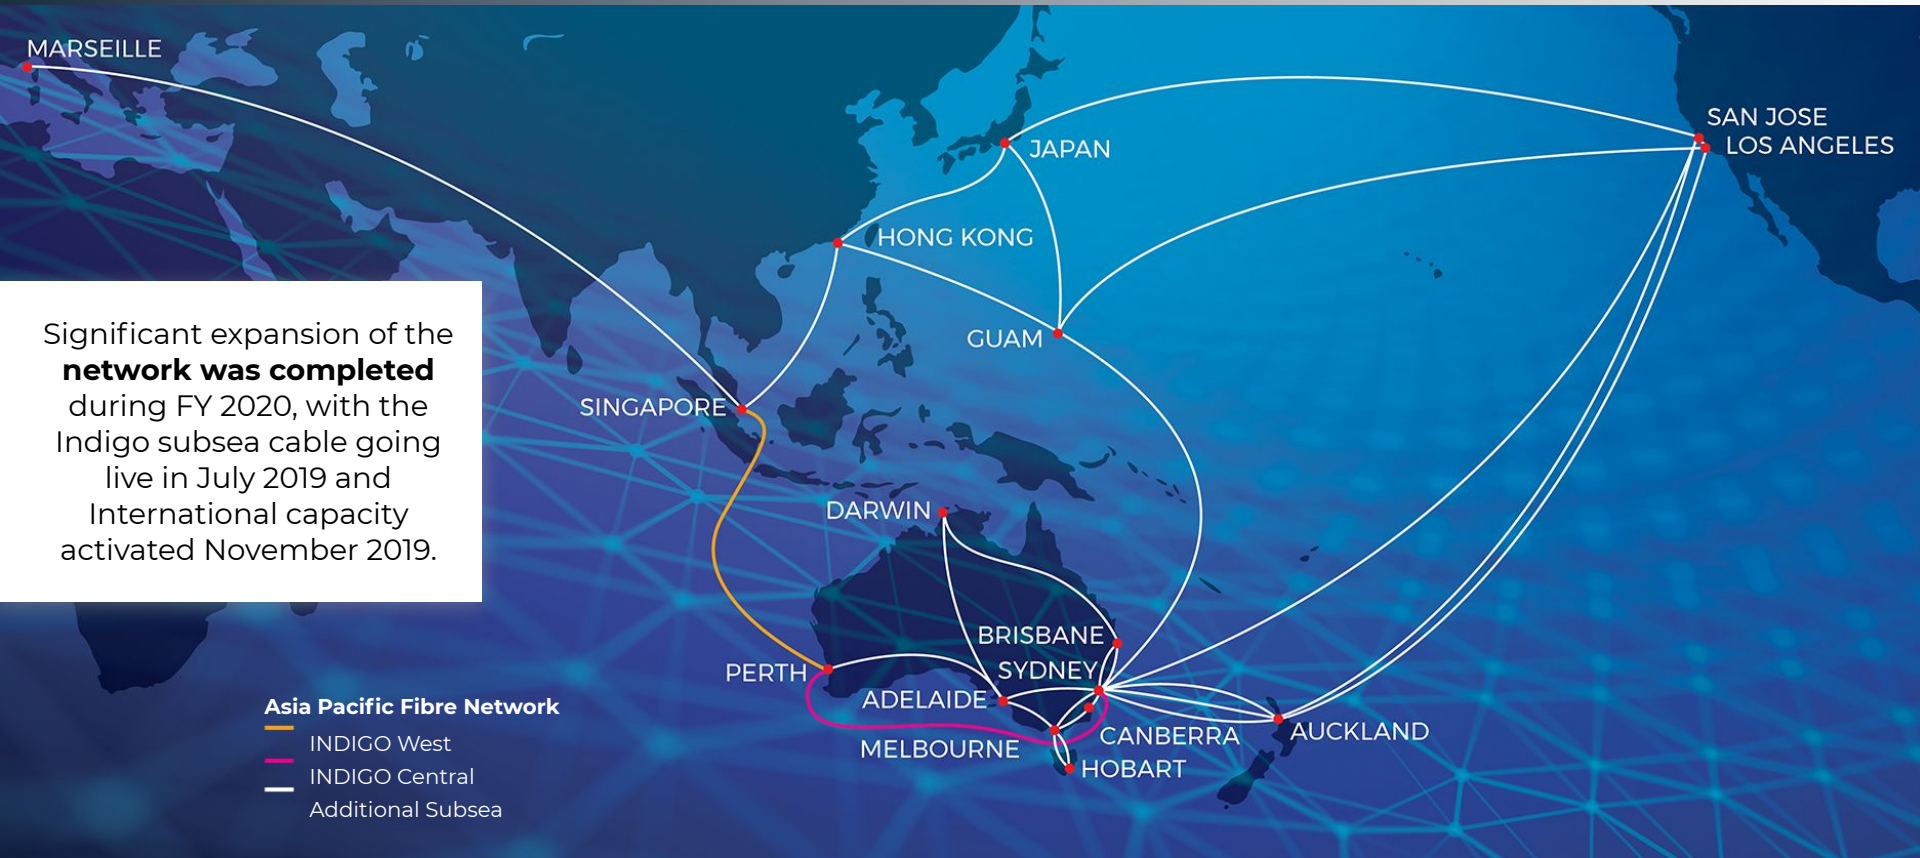 MARSEILLE
SAN JOSE
LOS ANGELES
JAPAN
HONG KONG
GUAM
Significant expansion of the
network was completed
during FY 2020, with the
Indigo subsea cable going
live in July 2019 and
International capacity
activated November 2019.
SINGAPORE
DARWIN
BRISBANE
SYDNEY
PERTH
ADELAIDE
CANBERRA
AUCKLAND
MELBOURNE
HOBART
Asia Pacific Fibre Network
INDIGO West
INDIGO Central
Additional Subsea